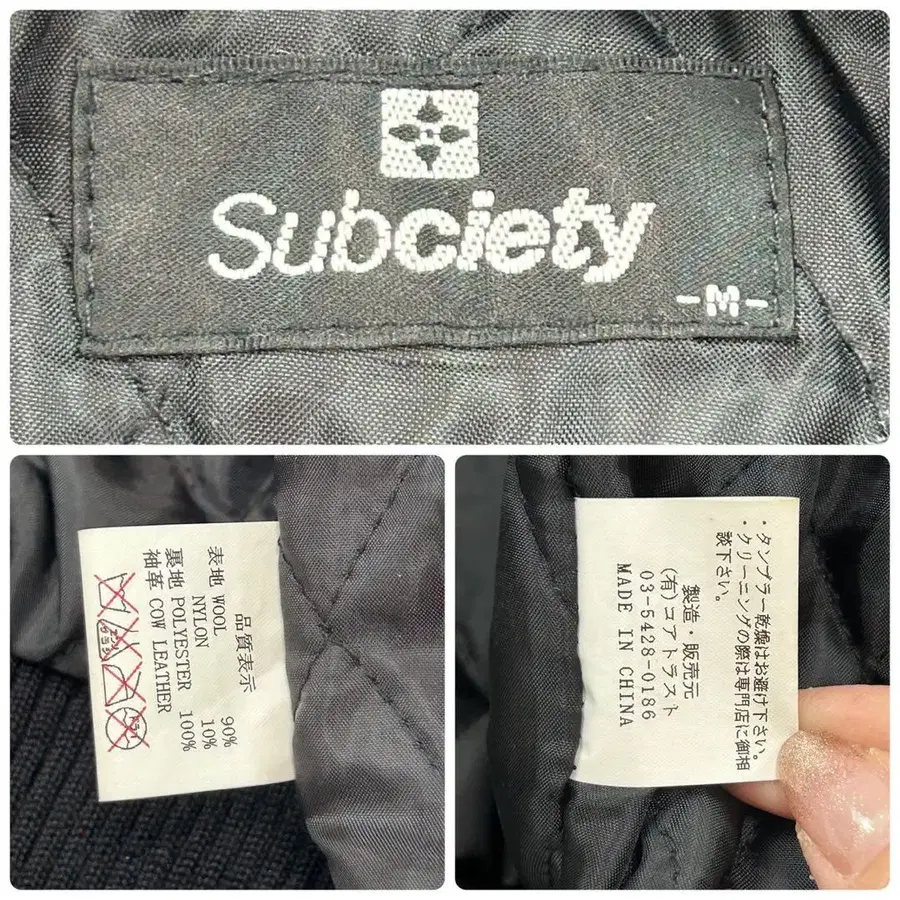 Subciety
-M-
品質表示
表地 WOOL 90%
NYLON 10%
裏地 POLYESTER 100%
袖革 COW LEATHER
・タンブラー乾燥はお避け下さい。
・クリーニングの際は専門店に御相
談下さい。
製造・販売元
(有)コアトラスト
03-5428-0186
MADE IN CHINA